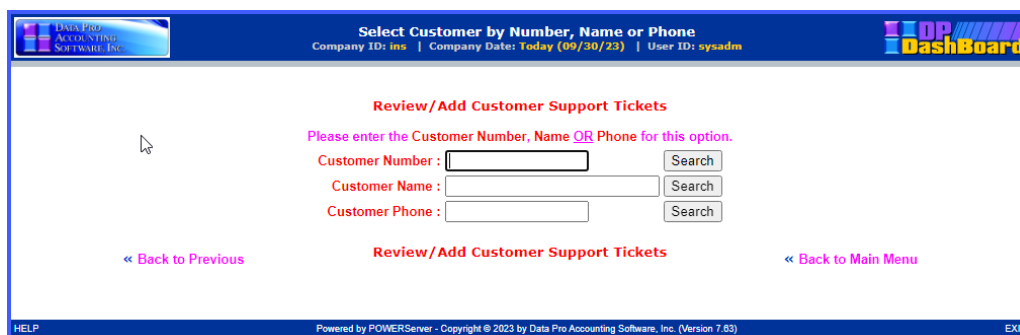 DATA PRO
ACCOUNTING
SOFTWARE, INC
Select Customer by Number, Name or Phone
Company ID: ins | Company Date: Today (09/30/23) | User ID: sysadm
DP
DashBoard
Review/Add Customer Support Tickets
Please enter the Customer Number, Name OR Phone for this option.
Customer Number : Search
Customer Name : Search
Customer Phone : Search
« Back to Previous
Review/Add Customer Support Tickets
« Back to Main Menu
HELP
Powered by POWERServer - Copyright © 2023 by Data Pro Accounting Software, Inc. (Version 7.63)